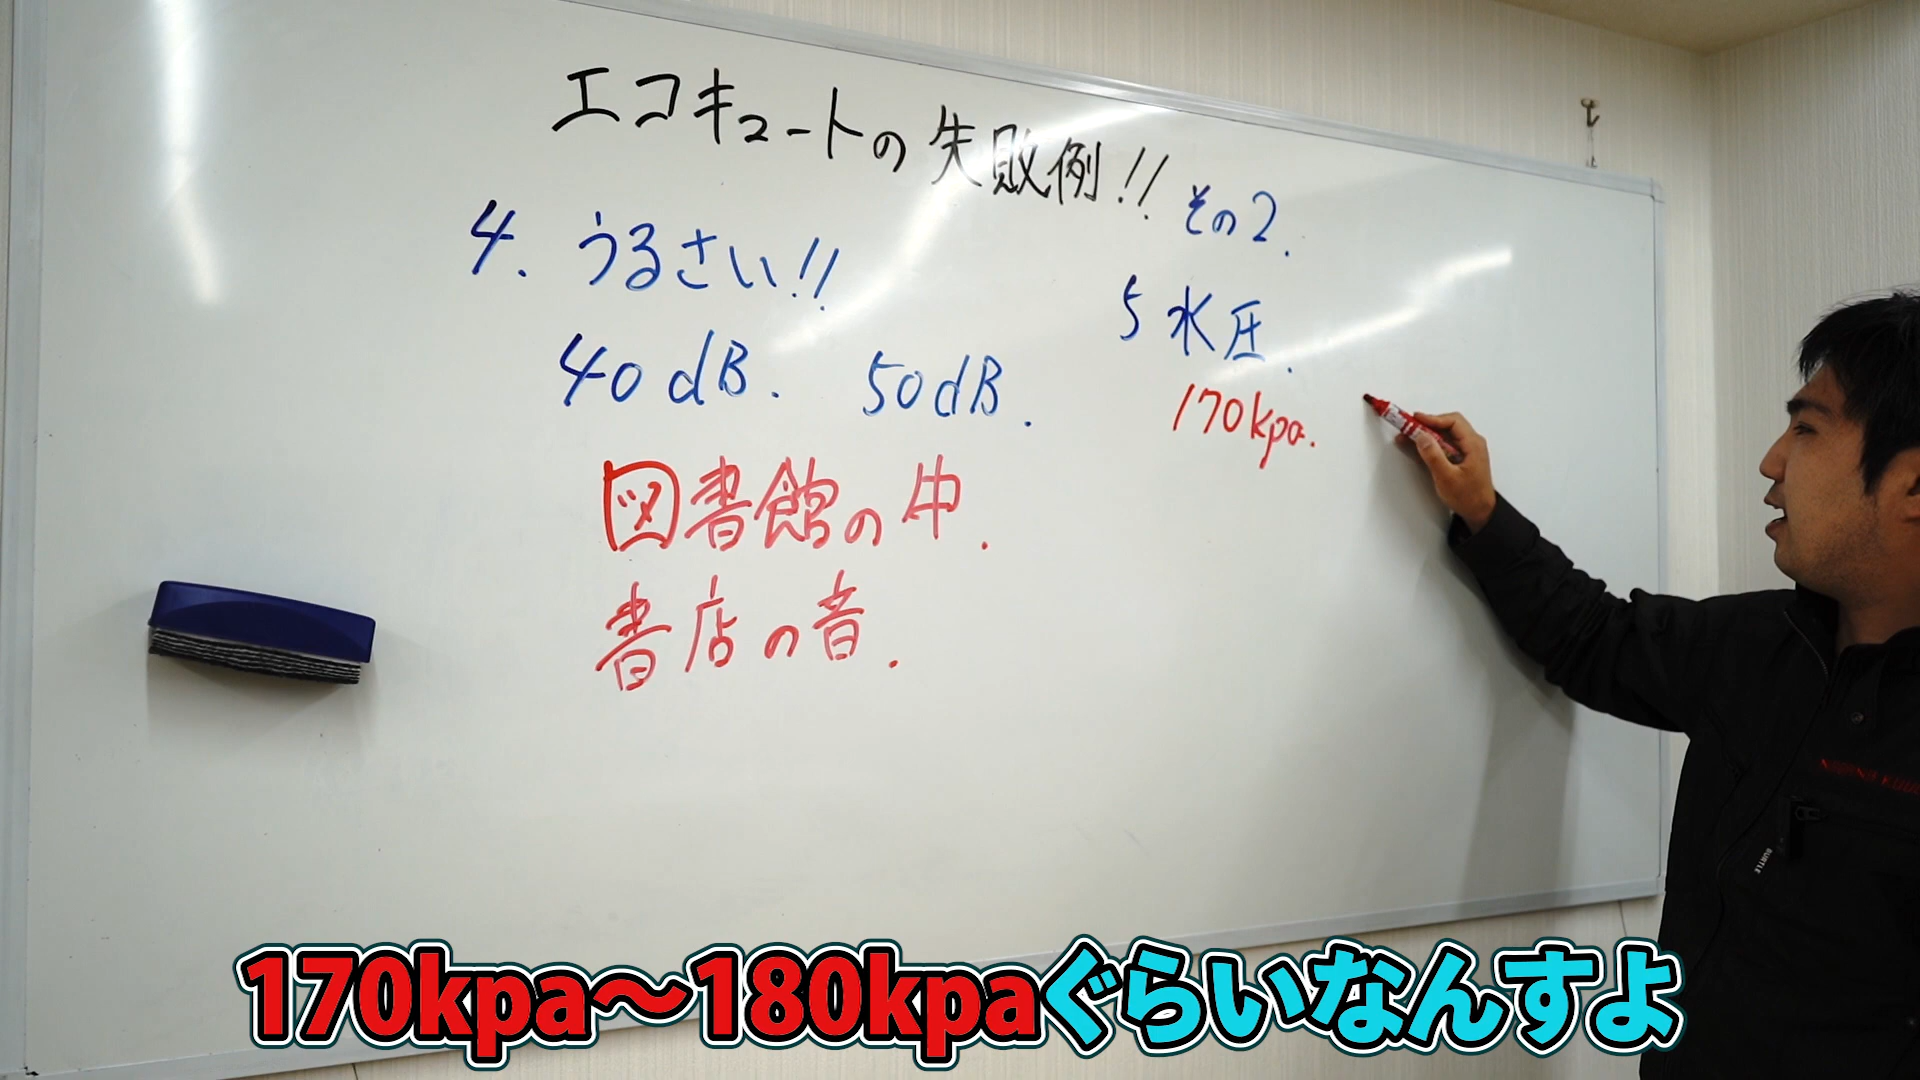 エコキュートの失敗例!! その2.
4. うるさい!!
40dB. 50dB.
図書館の中.
書店の音.
5 水圧.
170kpa.
BURTLE
170kpa～180kpaぐらいなんすよ